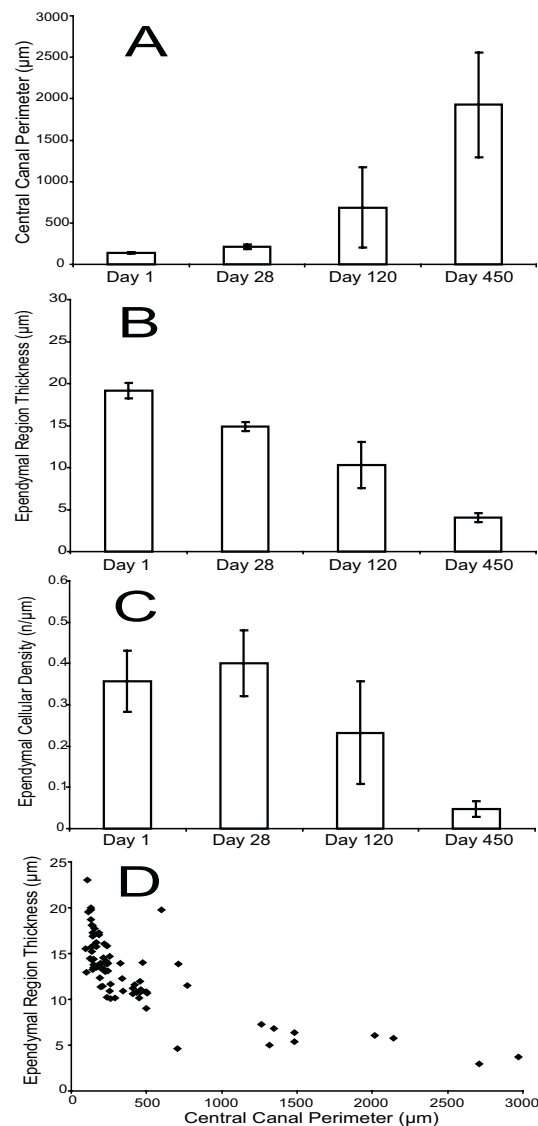 A
Central Canal Perimeter (µm)
3000
2500
2000
1500
1000
500
0
Day 1 Day 28 Day 120 Day 450
B
Ependymal Region Thickness (µm)
30
25
20
15
10
5
0
Day 1 Day 28 Day 120 Day 450
C
Ependymal Cellular Density (n/µm)
0.6
0.5
0.4
0.3
0.2
0.1
0
Day 1 Day 28 Day 120 Day 450
D
Ependymal Region Thickness (µm)
25
20
15
10
5
0
0 500 1000 1500 2000 2500 3000
Central Canal Perimeter (µm)